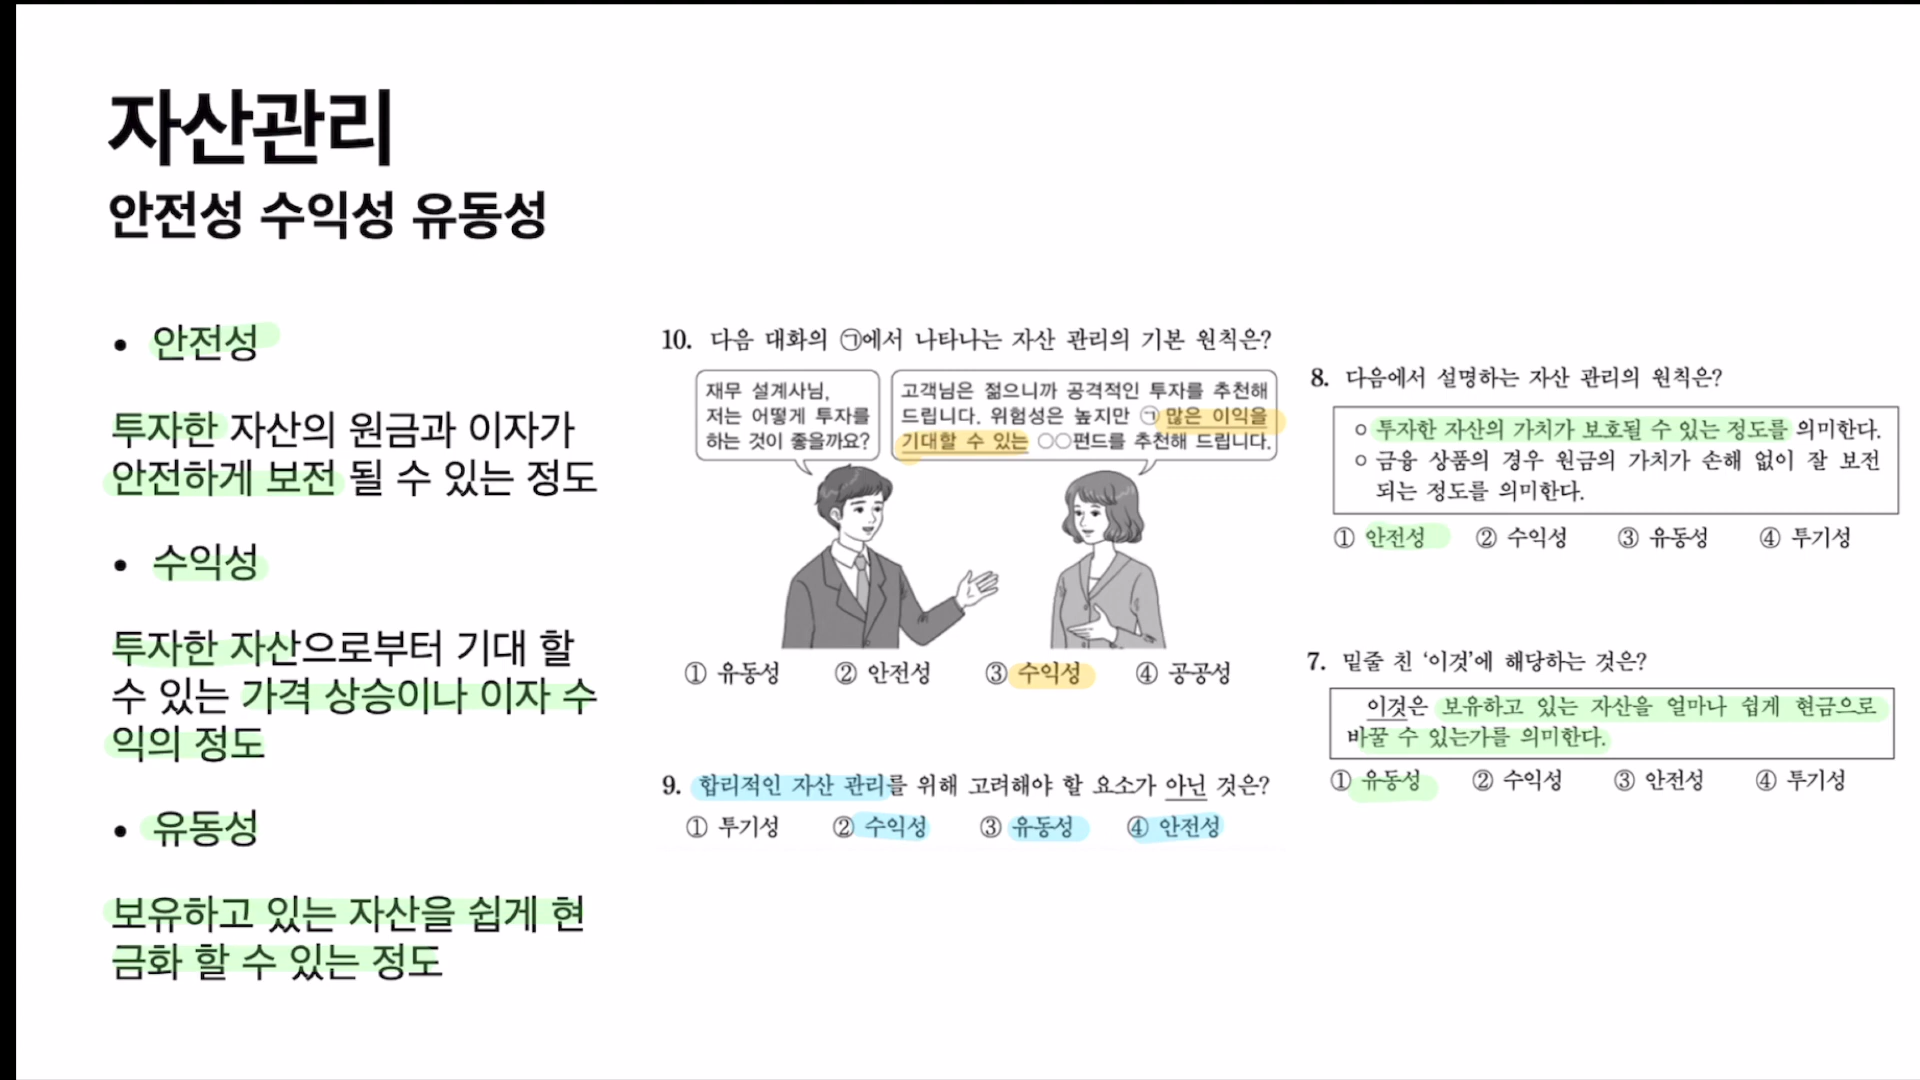 자산관리
안전성 수익성 유동성
• 안전성
투자한 자산의 원금과 이자가
안전하게 보전 될 수 있는 정도
• 수익성
투자한 자산으로부터 기대 할
수 있는 가격 상승이나 이자 수
익의 정도
• 유동성
보유하고 있는 자산을 쉽게 현
금화 할 수 있는 정도
10. 다음 대화의 ㉠에서 나타나는 자산 관리의 기본 원칙은?
재무 설계사님,
저는 어떻게 투자를
하는 것이 좋을까요?
고객님은 젊으니까 공격적인 투자를 추천해
드립니다. 위험성은 높지만 ㉠ 많은 이익을
기대할 수 있는 ○○펀드를 추천해 드립니다.
① 유동성 ② 안전성 ③ 수익성 ④ 공공성
9. 합리적인 자산 관리를 위해 고려해야 할 요소가 아닌 것은?
① 투기성 ② 수익성 ③ 유동성 ④ 안전성
8. 다음에서 설명하는 자산 관리의 원칙은?
○ 투자한 자산의 가치가 보호될 수 있는 정도를 의미한다.
○ 금융 상품의 경우 원금의 가치가 손해 없이 잘 보전
되는 정도를 의미한다.
① 안전성 ② 수익성 ③ 유동성 ④ 투기성
7. 밑줄 친 ‘이것’에 해당하는 것은?
이것은 보유하고 있는 자산을 얼마나 쉽게 현금으로
바꿀 수 있는가를 의미한다.
① 유동성 ② 수익성 ③ 안전성 ④ 투기성